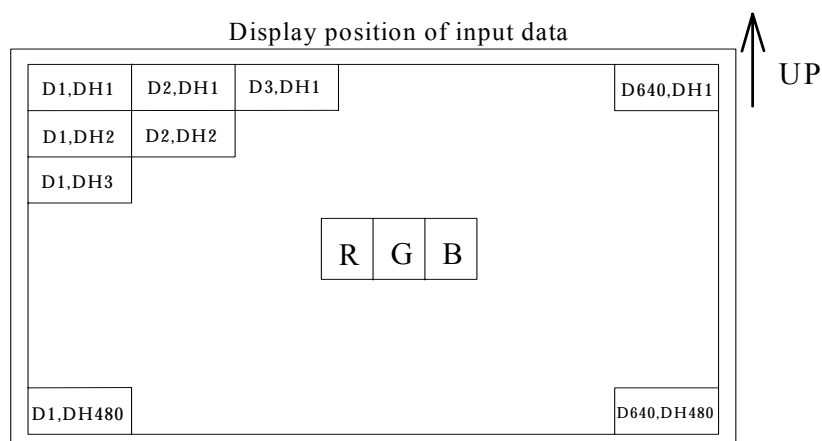 Display position of input data
UP
D1,DH1 D2,DH1 D3,DH1 D640,DH1
D1,DH2 D2,DH2
D1,DH3
R G B
D1,DH480 D640,DH480